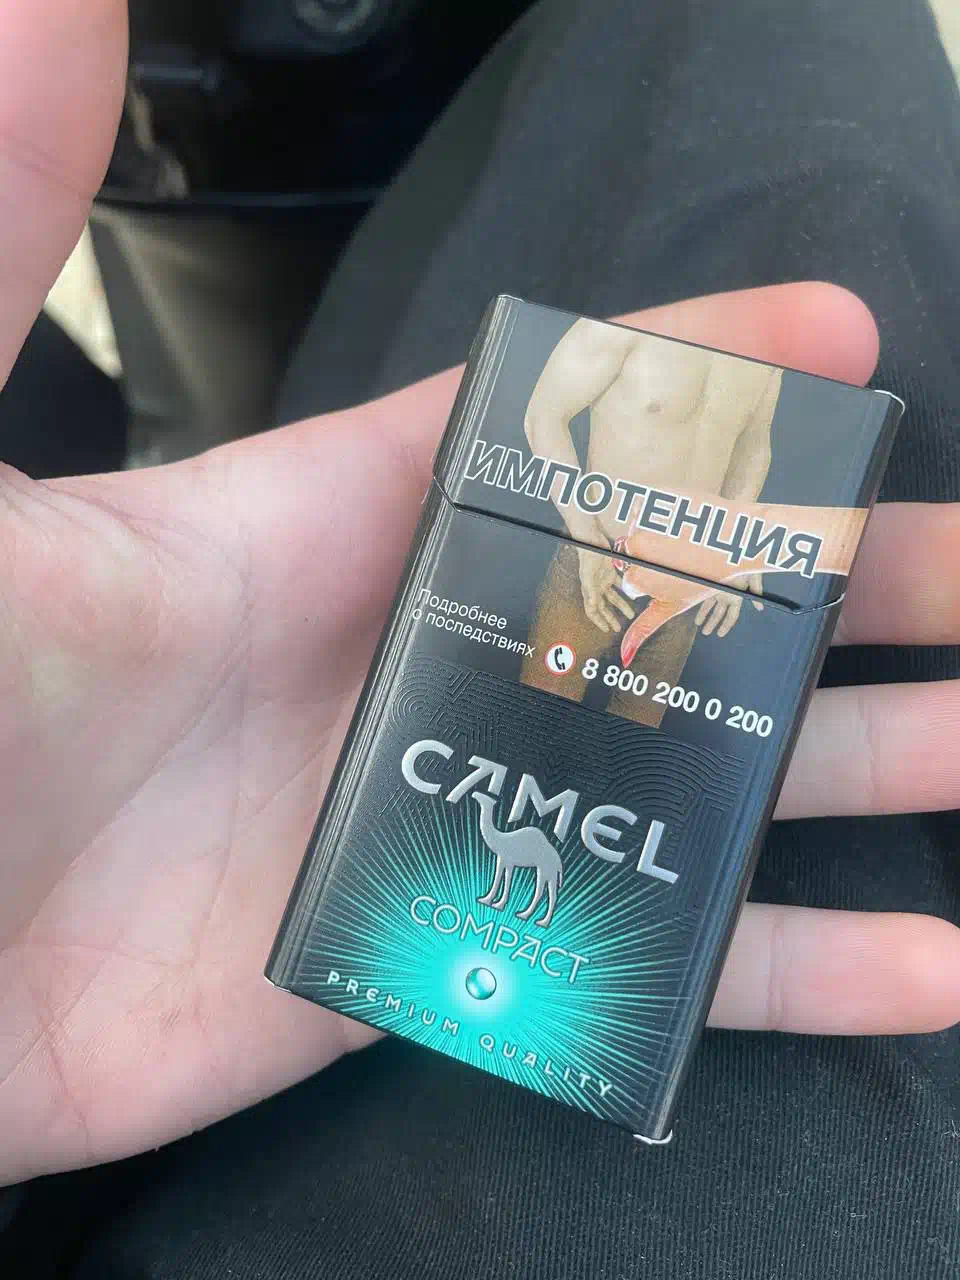 ИМПОТЕНЦИЯ
Подробнее
о последствиях
8 800 200 0 200
CAMEL
COMPACT
PREMIUM QUALITY